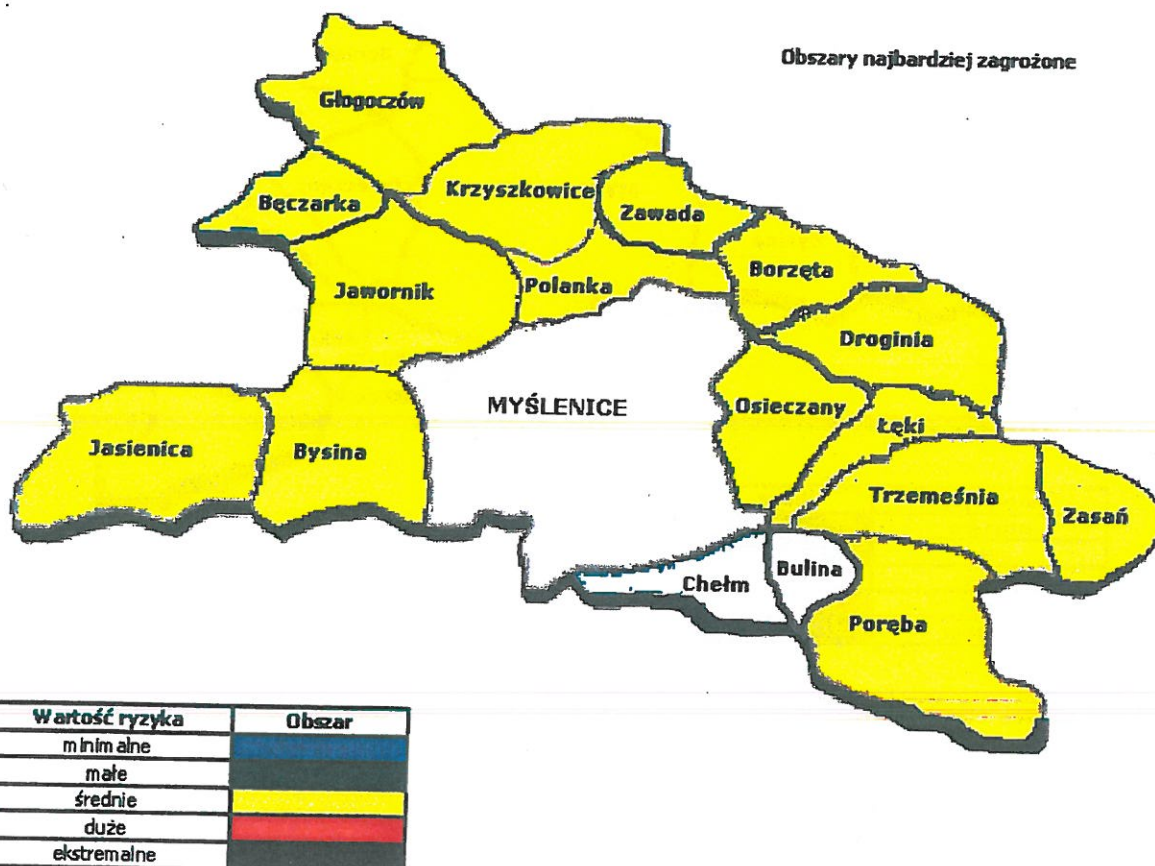 Obszary najbardziej zagrożone
Głogoczów
Krzyszkowice
Bęczarka
Zawada
Borzęta
Jawornik
Polanka
Droginia
MYŚLENICE
Osieczany
Łęki
Jasienica
Bysina
Trzemeśnia
Zasań
Chełm
Bulina
Poręba
Wartość ryzyka Obszar
minimalne
małe
średnie
duże
ekstremalne